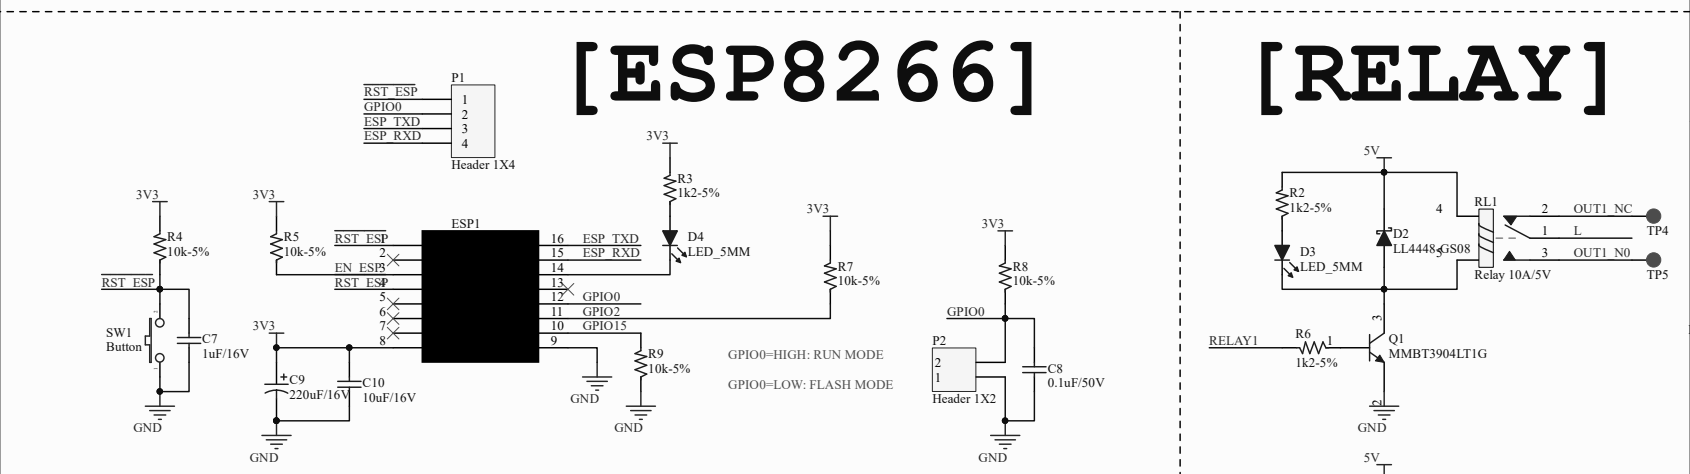 [ESP8266]
[RELAY]
P1
RST_ESP
GPIO0
ESP_TXD
ESP_RXD
1
2
3
4
Header 1X4
3V3
R4
10k-5%
RST_ESP
SW1
Button
C7
1uF/16V
GND
3V3
R5
10k-5%
ESP1
RST_ESP
1
2
EN_ESP
3
RST_ESP
4
5
6
7
8
16 ESP_TXD
15 ESP_RXD
14
13
12 GPIO0
11 GPIO2
10 GPIO15
9
3V3
C9
220uF/16V
C10
10uF/16V
GND
GND
R9
10k-5%
GND
3V3
R3
1k2-5%
D4
LED_5MM
3V3
R7
10k-5%
GPIO0=HIGH: RUN MODE
GPIO0=LOW: FLASH MODE
3V3
R8
10k-5%
GPIO0
P2
2
1
Header 1X2
C8
0.1uF/50V
GND
5V
R2
1k2-5%
D3
LED_5MM
D2
LL4448-GS08
4
5
RL1
Relay 10A/5V
2 OUT1_NC
1 L
3 OUT1_N0
TP4
TP5
RELAY1
R6
1k2-5%
1
3
Q1
MMBT3904LT1G
2
GND
5V